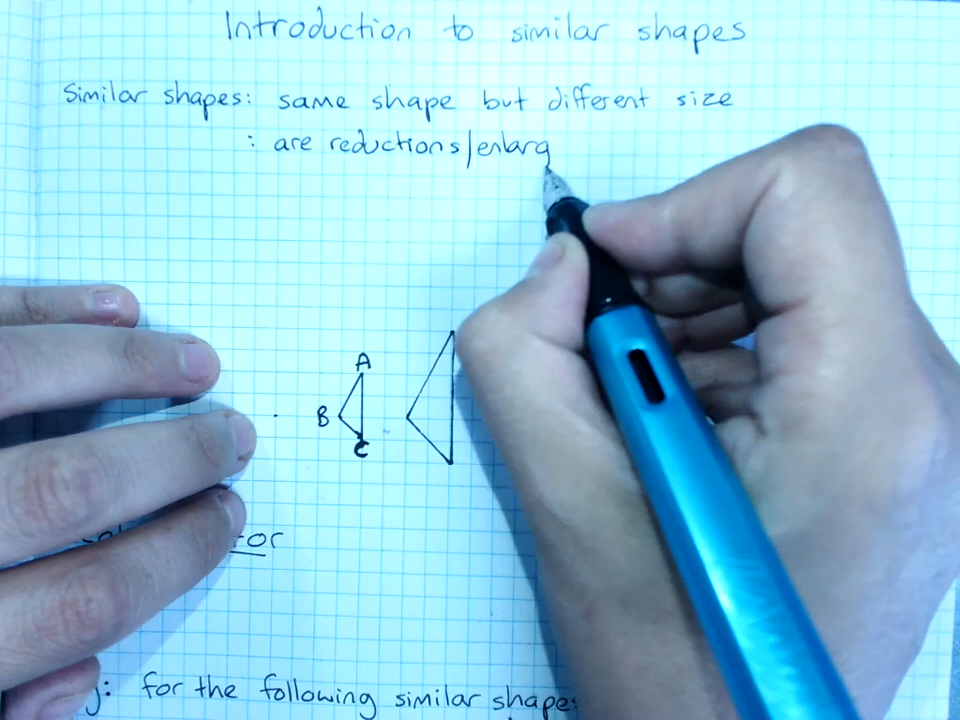 Introduction to similar shapes
Similar shapes: same shape but different size
: are reductions/enlarg
A
B
C
for the following similar shape